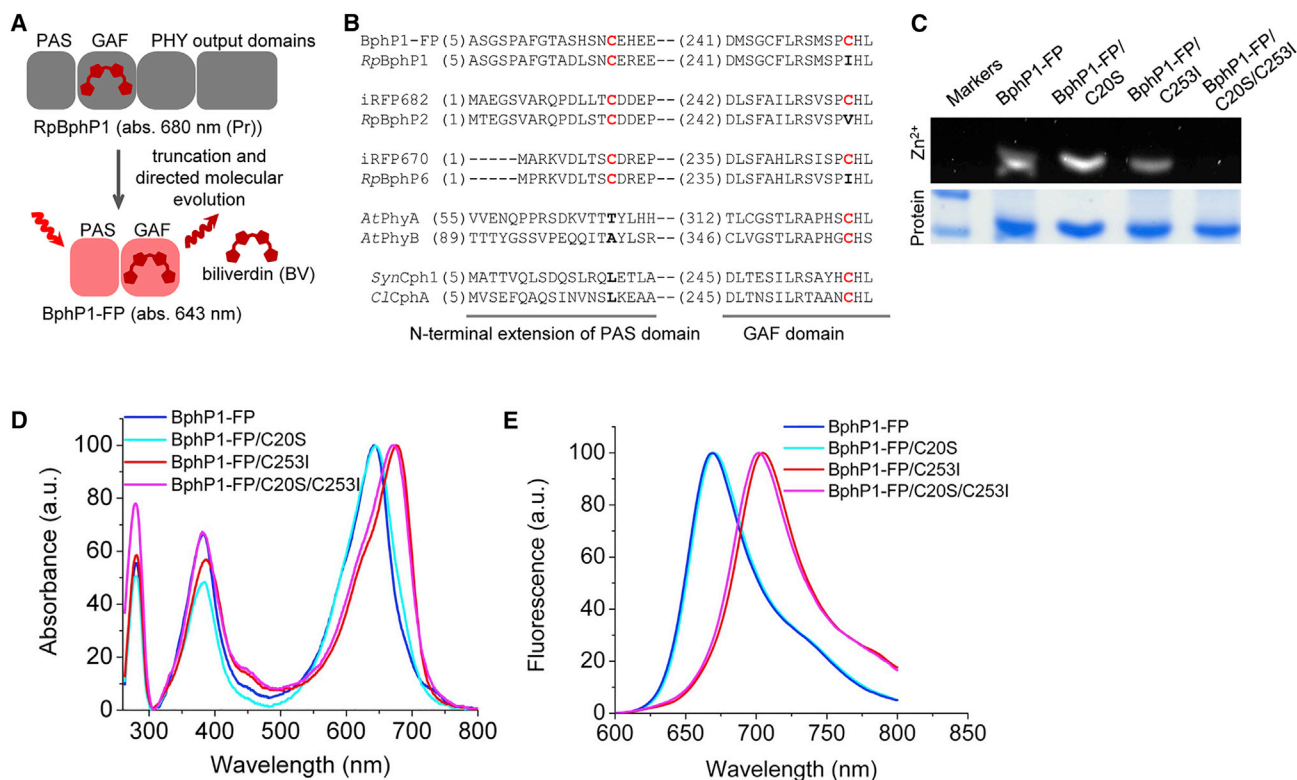 A
PAS GAF PHY output domains
RpBphP1 (abs. 680 nm (Pr))
truncation and
directed molecular
evolution
PAS GAF
biliverdin (BV)
BphP1-FP (abs. 643 nm)
B
BphP1-FP (5) ASGSPAFGTASHSNCEHEE-- (241) DMSGCFLRSMSPCHL
RpBphP1 (5) ASGSPAFGTADLSNCEREE-- (241) DMSGCFLRSMSPIHL
iRFP682 (1) MAEGSVARQPDLLTCDDEP-- (242) DLSFAILRSVSPCHL
RpBphP2 (1) MTEGSVARQPDLSTCDDEP-- (242) DLSFAILRSVSPVHL
iRFP670 (1) -----MARKVDLTSCDREP-- (235) DLSFAHLRSISPCHL
RpBphP6 (1) -----MPRKVDLTSCDREP-- (235) DLSFAHLRSVSPIHL
AtPhyA (55) VVENQPPRSDKVTTTYLHH-- (312) TLCGSTLRAPHSCHL
AtPhyB (89) TTTYGSSVPEQQITAYLSR-- (346) CLVGSTLRAPHGCHS
SynCph1 (5) MATTVQLSDQSLRQLETLA-- (245) DLTESILRSAYHCHL
ClCphA (5) MVSEFQAQSINVNSLKEAA-- (245) DLTNSILRTAANCHL
N-terminal extension of PAS domain GAF domain
C
Markers
BphP1-FP
BphP1-FP/
C20S
BphP1-FP/
C253I
BphP1-FP/
C20S/C253I
Zn2+
Protein
D
BphP1-FP
BphP1-FP/C20S
BphP1-FP/C253I
BphP1-FP/C20S/C253I
Absorbance (a.u.)
100
80
60
40
20
0
300 400 500 600 700 800
Wavelength (nm)
E
BphP1-FP
BphP1-FP/C20S
BphP1-FP/C253I
BphP1-FP/C20S/C253I
Fluorescence (a.u.)
100
80
60
40
20
0
600 650 700 750 800 850
Wavelength (nm)